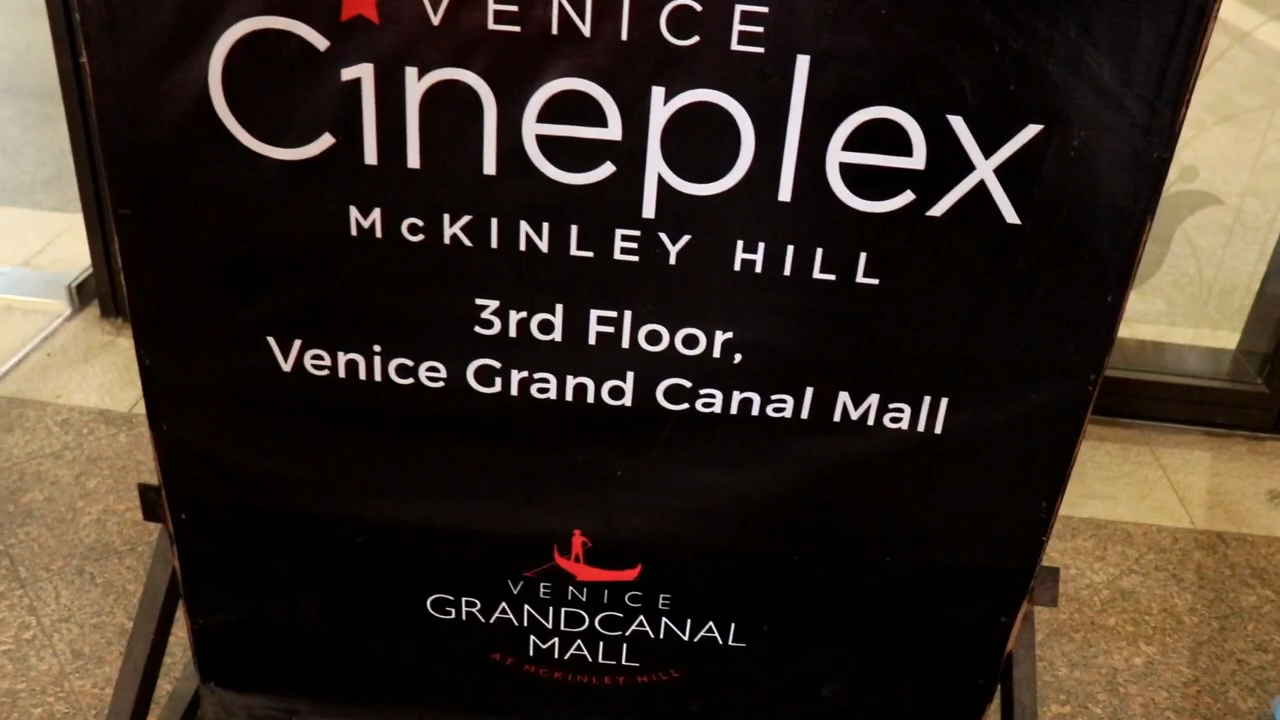 VENICE
Cineplex
McKINLEY HILL
3rd Floor,
Venice Grand Canal Mall
VENICE
GRANDCANAL
MALL
AT MCKINLEY HILL